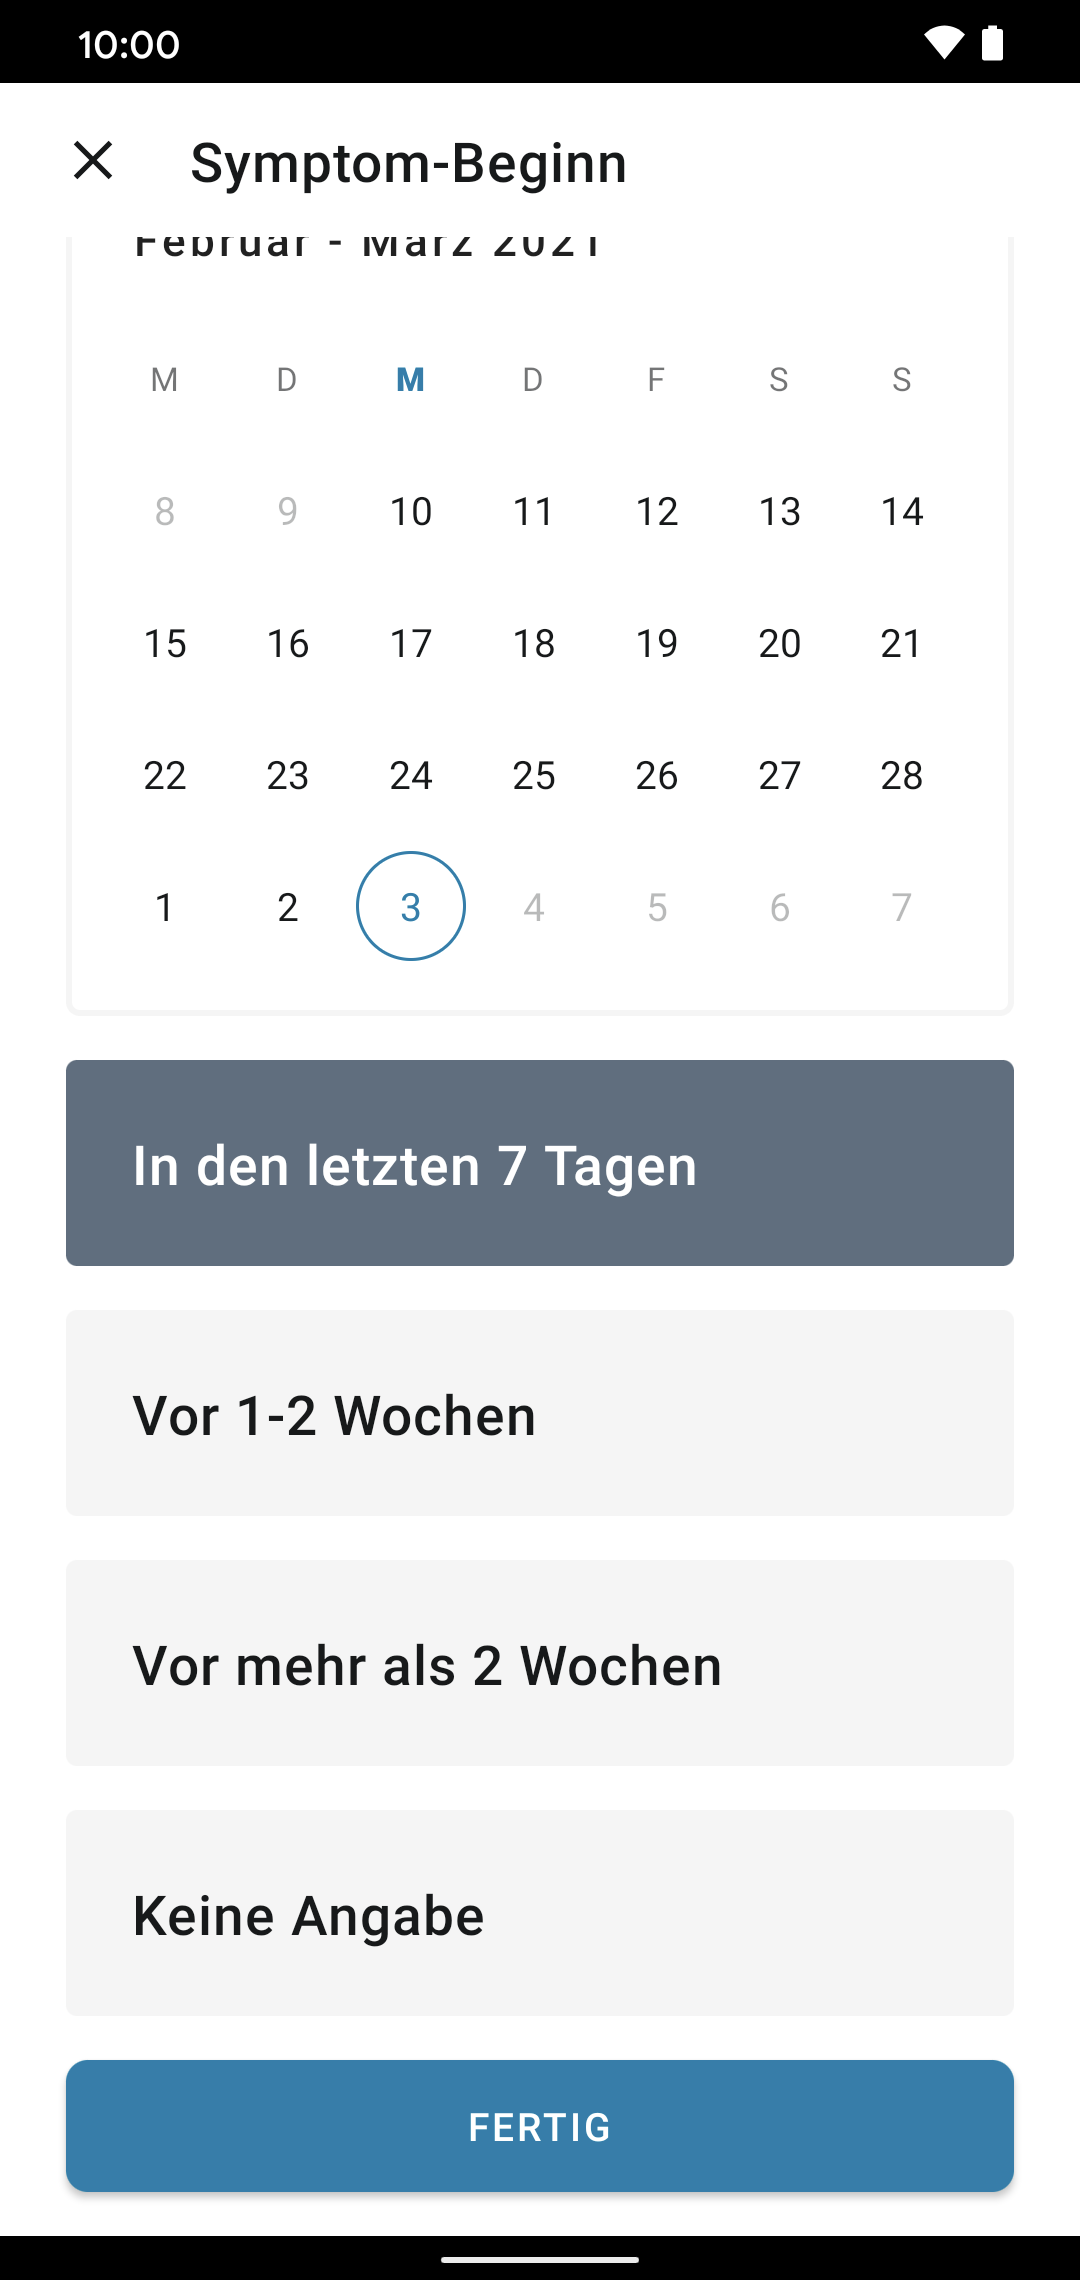 10:00
Symptom-Beginn
Februar - März 2021
M D M D F S S
8 9 10 11 12 13 14
15 16 17 18 19 20 21
22 23 24 25 26 27 28
1 2 3 4 5 6 7
In den letzten 7 Tagen
Vor 1-2 Wochen
Vor mehr als 2 Wochen
Keine Angabe
FERTIG